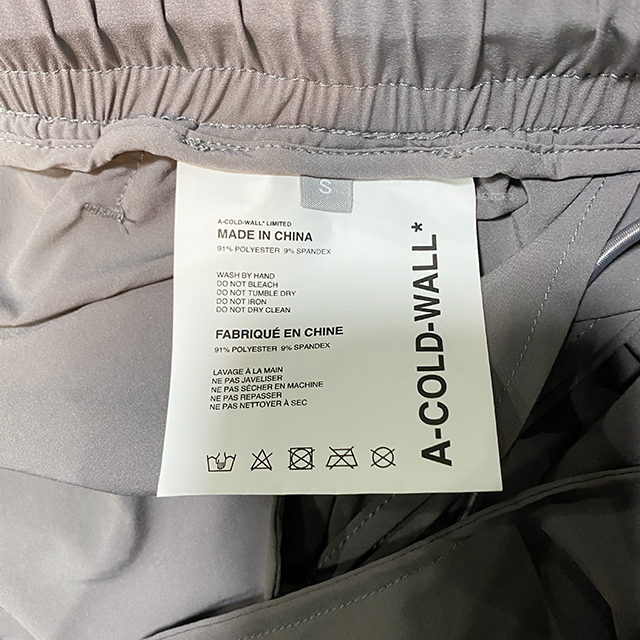 S
A-COLD-WALL* LIMITED
MADE IN CHINA
91% POLYESTER 9% SPANDEX
WASH BY HAND
DO NOT BLEACH
DO NOT TUMBLE DRY
DO NOT IRON
DO NOT DRY CLEAN
FABRIQUÉ EN CHINE
91% POLYESTER 9% SPANDEX
LAVAGE À LA MAIN
NE PAS JAVELISER
NE PAS SÉCHER EN MACHINE
NE PAS REPASSER
NE PAS NETTOYER À SEC
A-COLD-WALL*